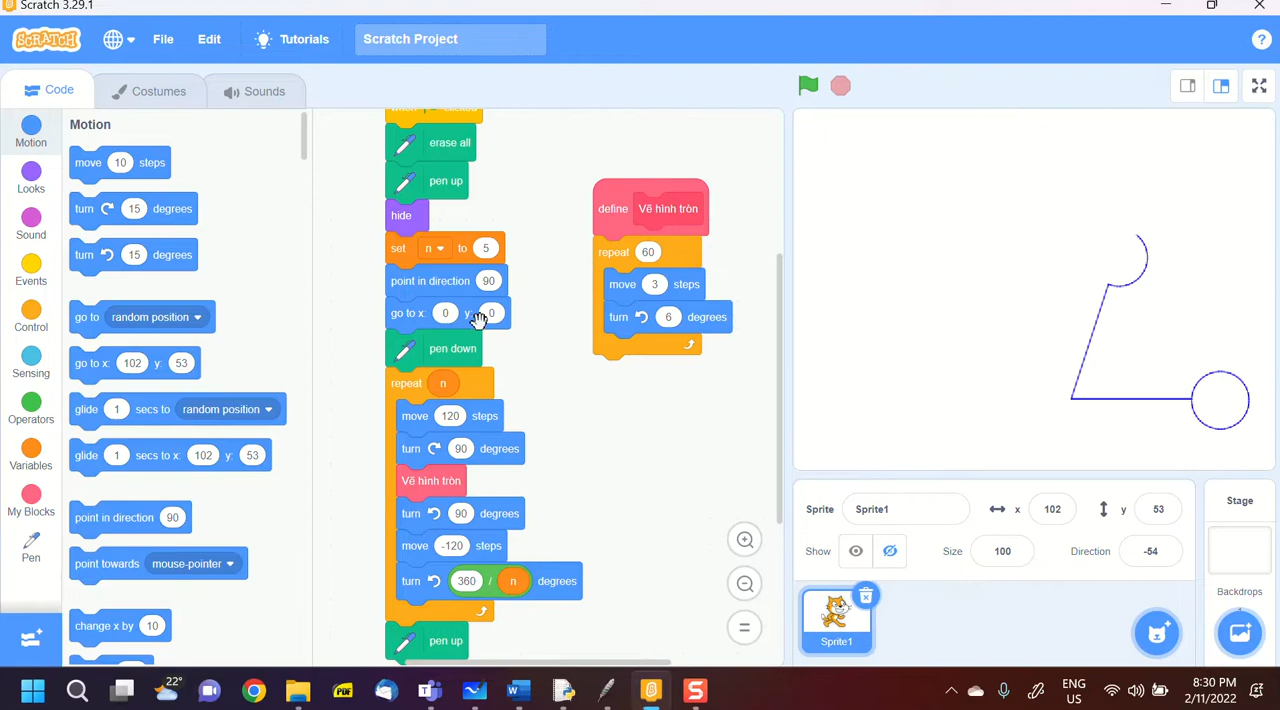 Scratch 3.29.1
SCRATCH File Edit Tutorials Scratch Project ?
Code Costumes Sounds
Motion
Looks
Sound
Events
Control
Sensing
Operators
Variables
My Blocks
Pen
Motion
move 10 steps
turn 15 degrees
turn 15 degrees
go to random position
go to x: 102 y: 53
glide 1 secs to random position
glide 1 secs to x: 102 y: 53
point in direction 90
point towards mouse-pointer
change x by 10
erase all
pen up
hide
set n to 5
point in direction 90
go to x: 0 y: 0
pen down
repeat n
move 120 steps
turn 90 degrees
Vẽ hình tròn
turn 90 degrees
move -120 steps
turn 360 / n degrees
pen up
define Vẽ hình tròn
repeat 60
move 3 steps
turn 6 degrees
Sprite Sprite1 x 102 y 53
Show Size 100 Direction -54
Sprite1
Stage
Backdrops
4
22°
PDF
ENG
US
8:30 PM
2/11/2022